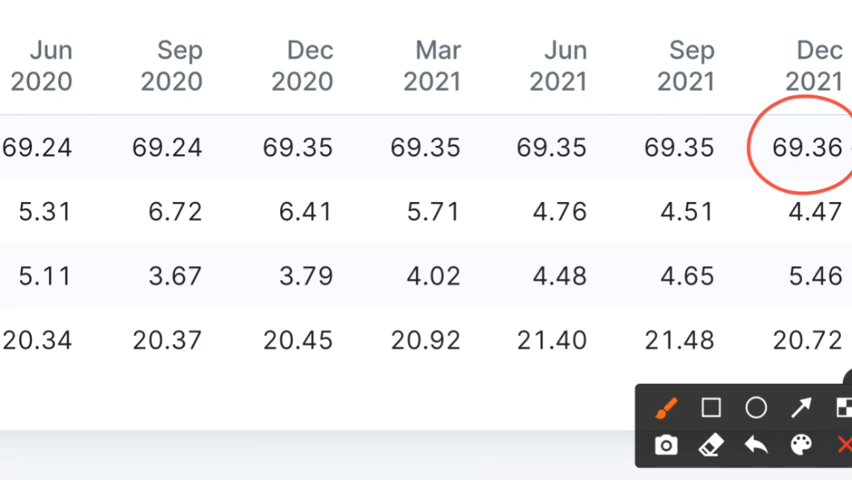 Jun Sep Dec Mar Jun Sep Dec
2020 2020 2020 2021 2021 2021 2021
69.24 69.24 69.35 69.35 69.35 69.35 69.36
5.31 6.72 6.41 5.71 4.76 4.51 4.47
5.11 3.67 3.79 4.02 4.48 4.65 5.46
20.34 20.37 20.45 20.92 21.40 21.48 20.72